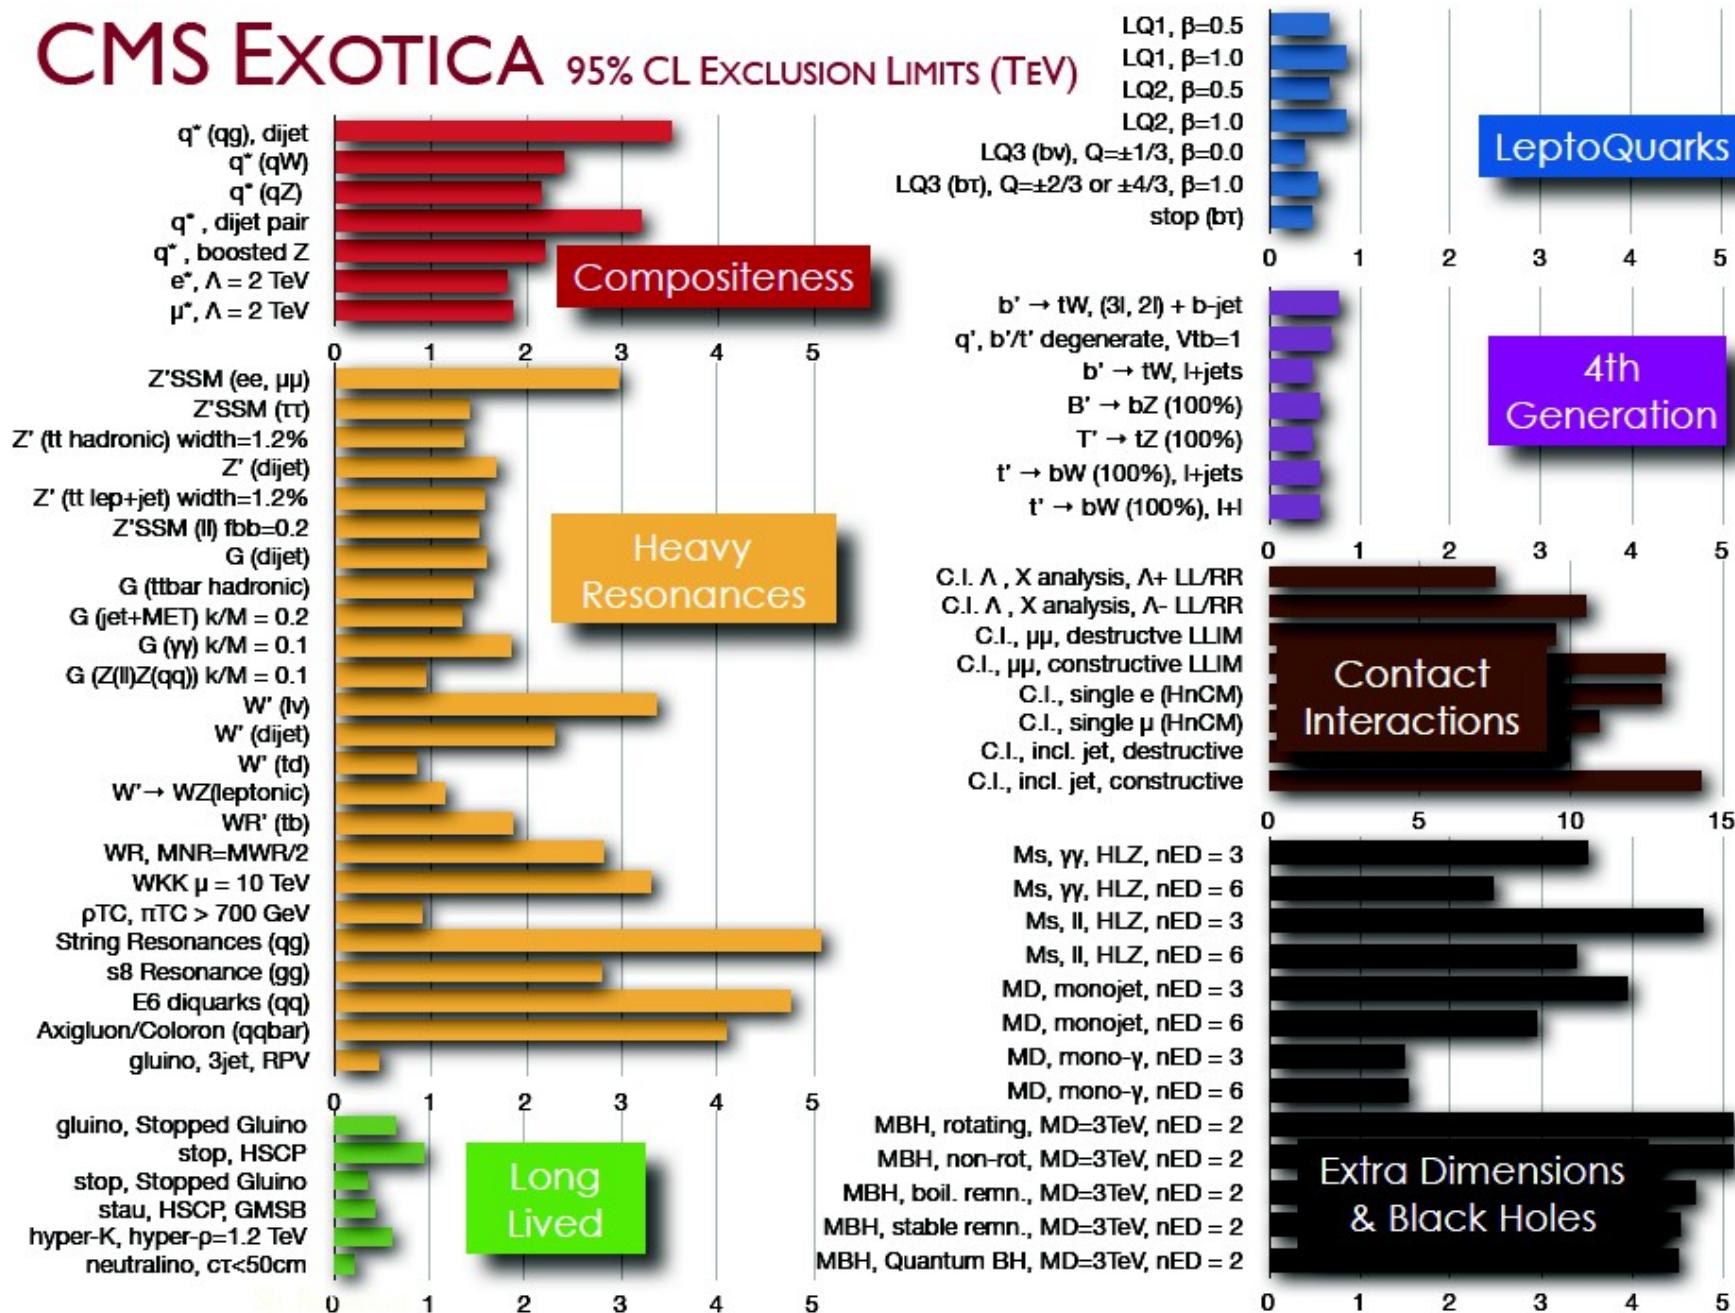 CMS EXOTICA 95% CL EXCLUSION LIMITS (TEV)
q* (qg), dijet
q* (qW)
q* (qZ)
q* , dijet pair
q* , boosted Z
e*, Λ = 2 TeV
μ*, Λ = 2 TeV
Compositeness
0 1 2 3 4 5
Z'SSM (ee, μμ)
Z'SSM (ττ)
Z' (tt hadronic) width=1.2%
Z' (dijet)
Z' (tt lep+jet) width=1.2%
Z'SSM (ll) fbb=0.2
G (dijet)
G (ttbar hadronic)
G (jet+MET) k/M = 0.2
G (γγ) k/M = 0.1
G (Z(ll)Z(qq)) k/M = 0.1
W' (lν)
W' (dijet)
W' (td)
W'→ WZ(leptonic)
WR' (tb)
WR, MNR=MWR/2
WKK μ = 10 TeV
ρTC, πTC > 700 GeV
String Resonances (qg)
s8 Resonance (gg)
E6 diquarks (qq)
Axigluon/Coloron (qqbar)
gluino, 3jet, RPV
Heavy
Resonances
0 1 2 3 4 5
gluino, Stopped Gluino
stop, HSCP
stop, Stopped Gluino
stau, HSCP, GMSB
hyper-K, hyper-ρ=1.2 TeV
neutralino, cτ<50cm
Long
Lived
0 1 2 3 4 5
LQ1, β=0.5
LQ1, β=1.0
LQ2, β=0.5
LQ2, β=1.0
LQ3 (bν), Q=±1/3, β=0.0
LQ3 (bτ), Q=±2/3 or ±4/3, β=1.0
stop (bτ)
LeptoQuarks
0 1 2 3 4 5
b' → tW, (3l, 2l) + b-jet
q', b'/t' degenerate, Vtb=1
b' → tW, l+jets
B' → bZ (100%)
T' → tZ (100%)
t' → bW (100%), l+jets
t' → bW (100%), l+l
4th
Generation
0 1 2 3 4 5
C.I. Λ , X analysis, Λ+ LL/RR
C.I. Λ , X analysis, Λ- LL/RR
C.I., μμ, destructve LLIM
C.I., μμ, constructive LLIM
C.I., single e (HnCM)
C.I., single μ (HnCM)
C.I., incl. jet, destructive
C.I., incl. jet, constructive
Contact
Interactions
0 5 10 15
Ms, γγ, HLZ, nED = 3
Ms, γγ, HLZ, nED = 6
Ms, ll, HLZ, nED = 3
Ms, ll, HLZ, nED = 6
MD, monojet, nED = 3
MD, monojet, nED = 6
MD, mono-γ, nED = 3
MD, mono-γ, nED = 6
MBH, rotating, MD=3TeV, nED = 2
MBH, non-rot, MD=3TeV, nED = 2
MBH, boil. remn., MD=3TeV, nED = 2
MBH, stable remn., MD=3TeV, nED = 2
MBH, Quantum BH, MD=3TeV, nED = 2
Extra Dimensions
& Black Holes
0 1 2 3 4 5